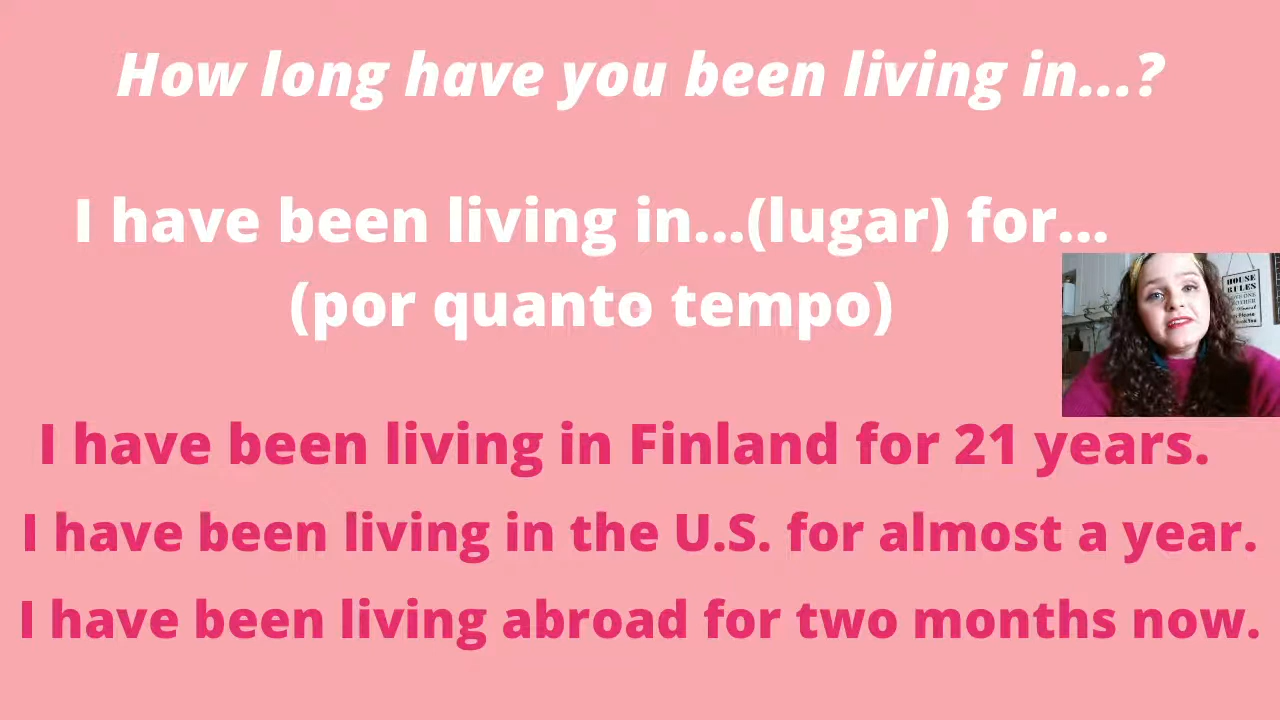 How long have you been living in...?
I have been living in...(lugar) for...
(por quanto tempo)
HOUSE
RULES
I have been living in Finland for 21 years.
I have been living in the U.S. for almost a year.
I have been living abroad for two months now.